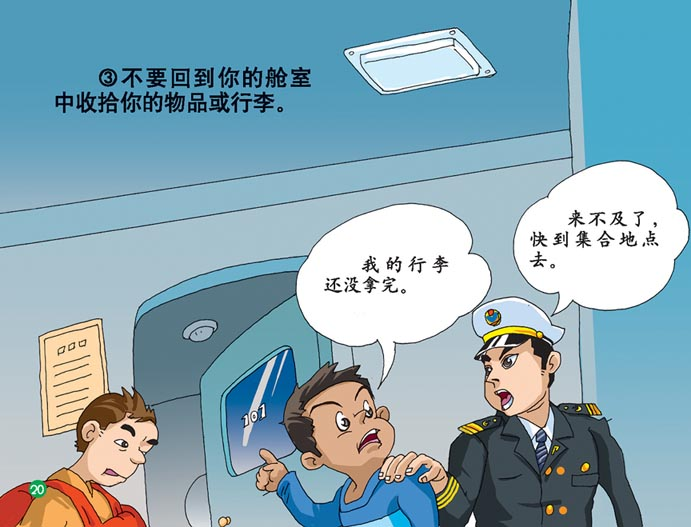 ③不要回到你的舱室
中收拾你的物品或行李。
来不及了，
快到集合地点
去。
我的行李
还没拿完。
101
20